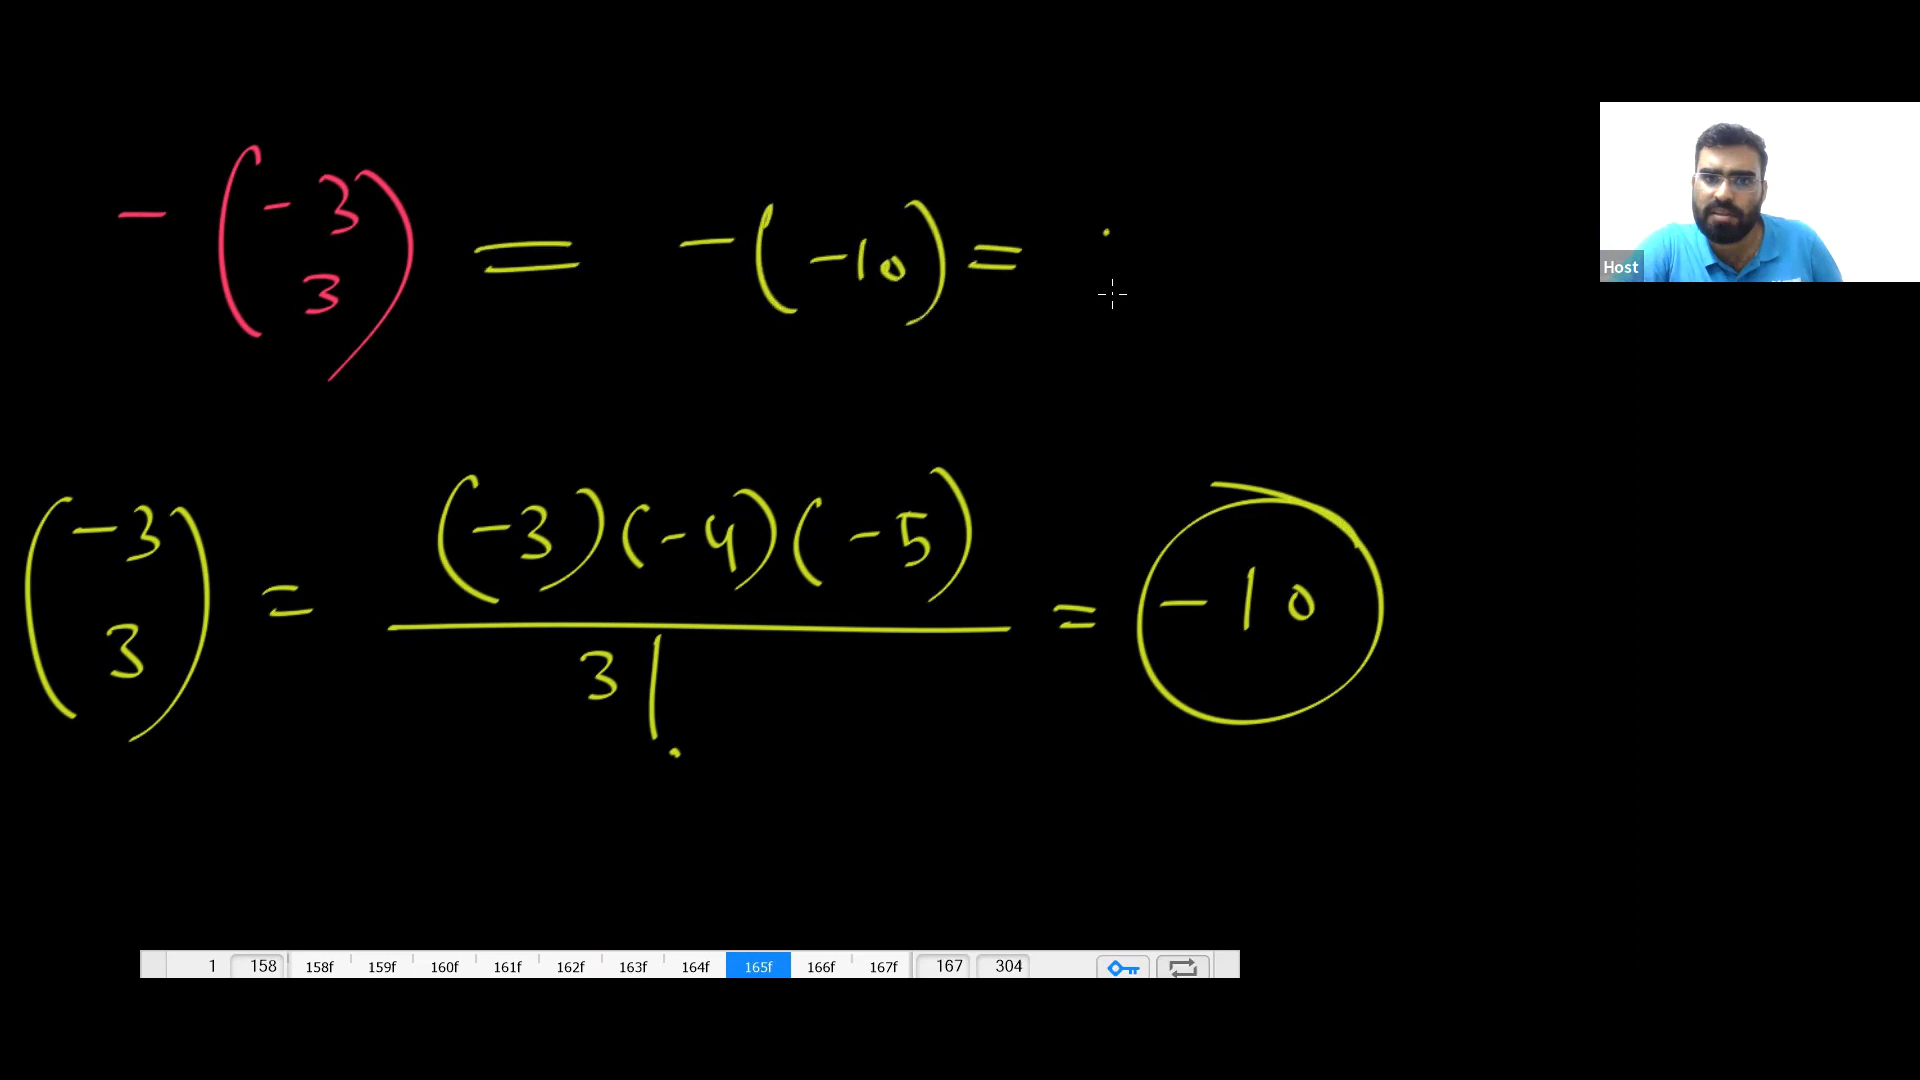 - (-3 3) = -(-10) =
Host
(-3 3) = (-3)(-4)(-5) / 3! = -10
1 158 158f 159f 160f 161f 162f 163f 164f 165f 166f 167f 167 304